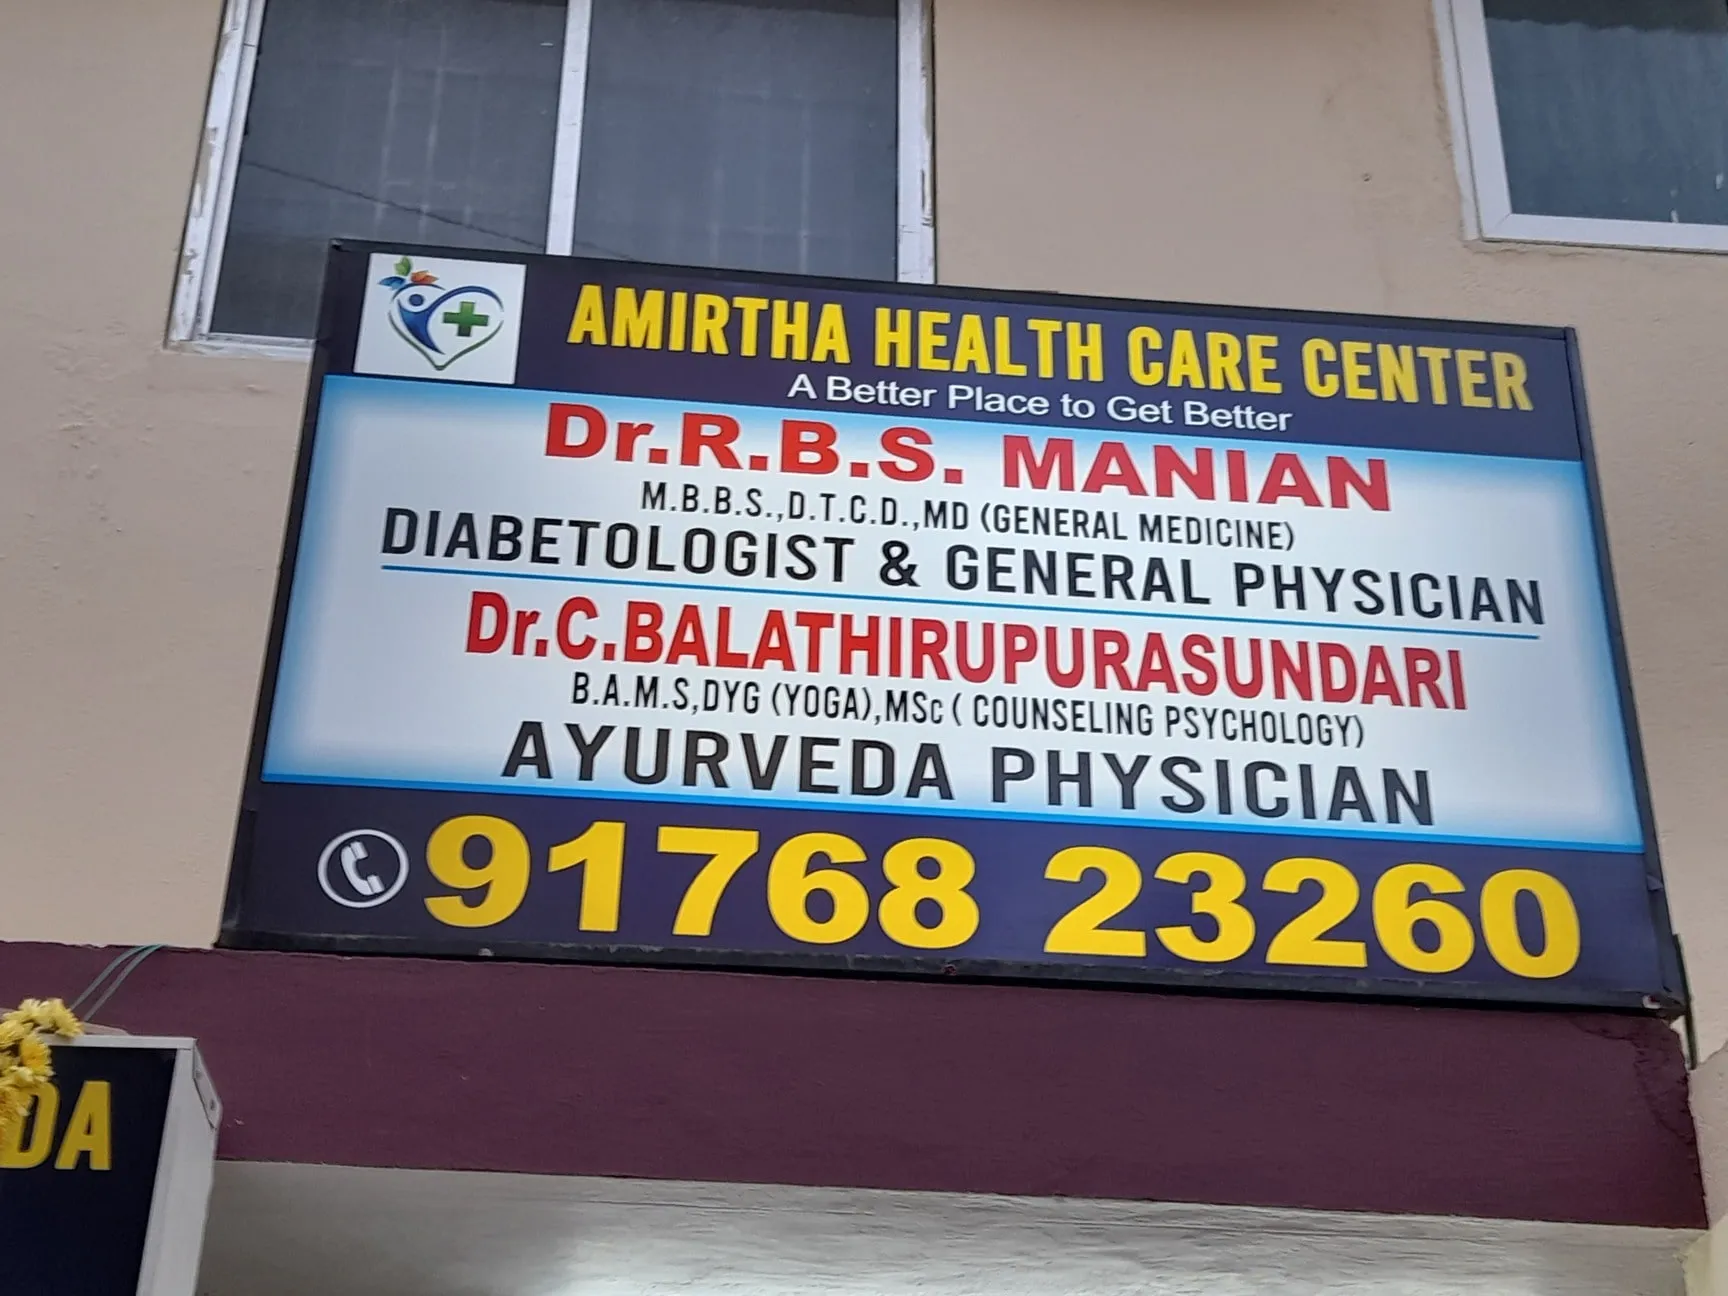 AMIRTHA HEALTH CARE CENTER
A Better Place to Get Better
Dr.R.B.S. MANIAN
M.B.B.S.,D.T.C.D.,MD (GENERAL MEDICINE)
DIABETOLOGIST & GENERAL PHYSICIAN
Dr.C.BALATHIRUPURASUNDARI
B.A.M.S,DYG (YOGA),MSc ( COUNSELING PSYCHOLOGY)
AYURVEDA PHYSICIAN
91768 23260
DA